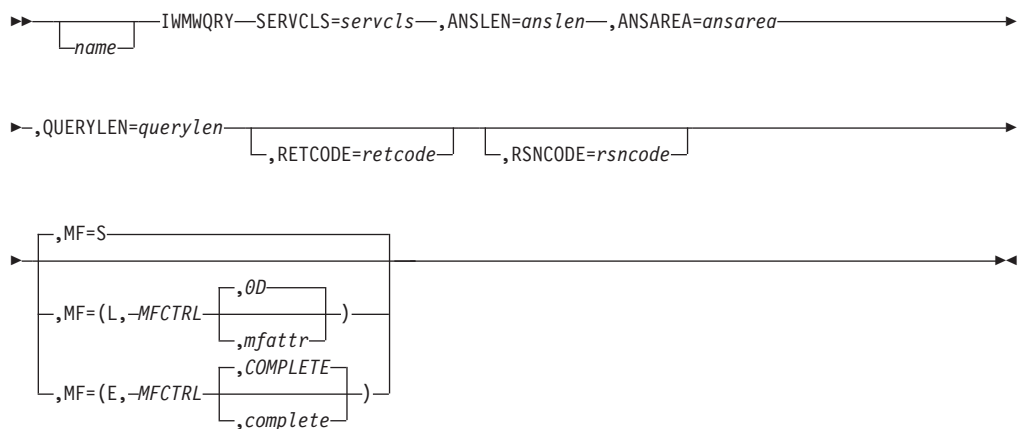 IWMWQRY SERVCLS=servcls ,ANSLEN=anslen ,ANSAREA=ansarea
name
,QUERYLEN=querylen
,RETCODE=retcode ,RSNCODE=rsncode
,MF=S
,0D
,MF=(L, MFCTRL )
,mfattr
,COMPLETE
,MF=(E, MFCTRL )
,complete